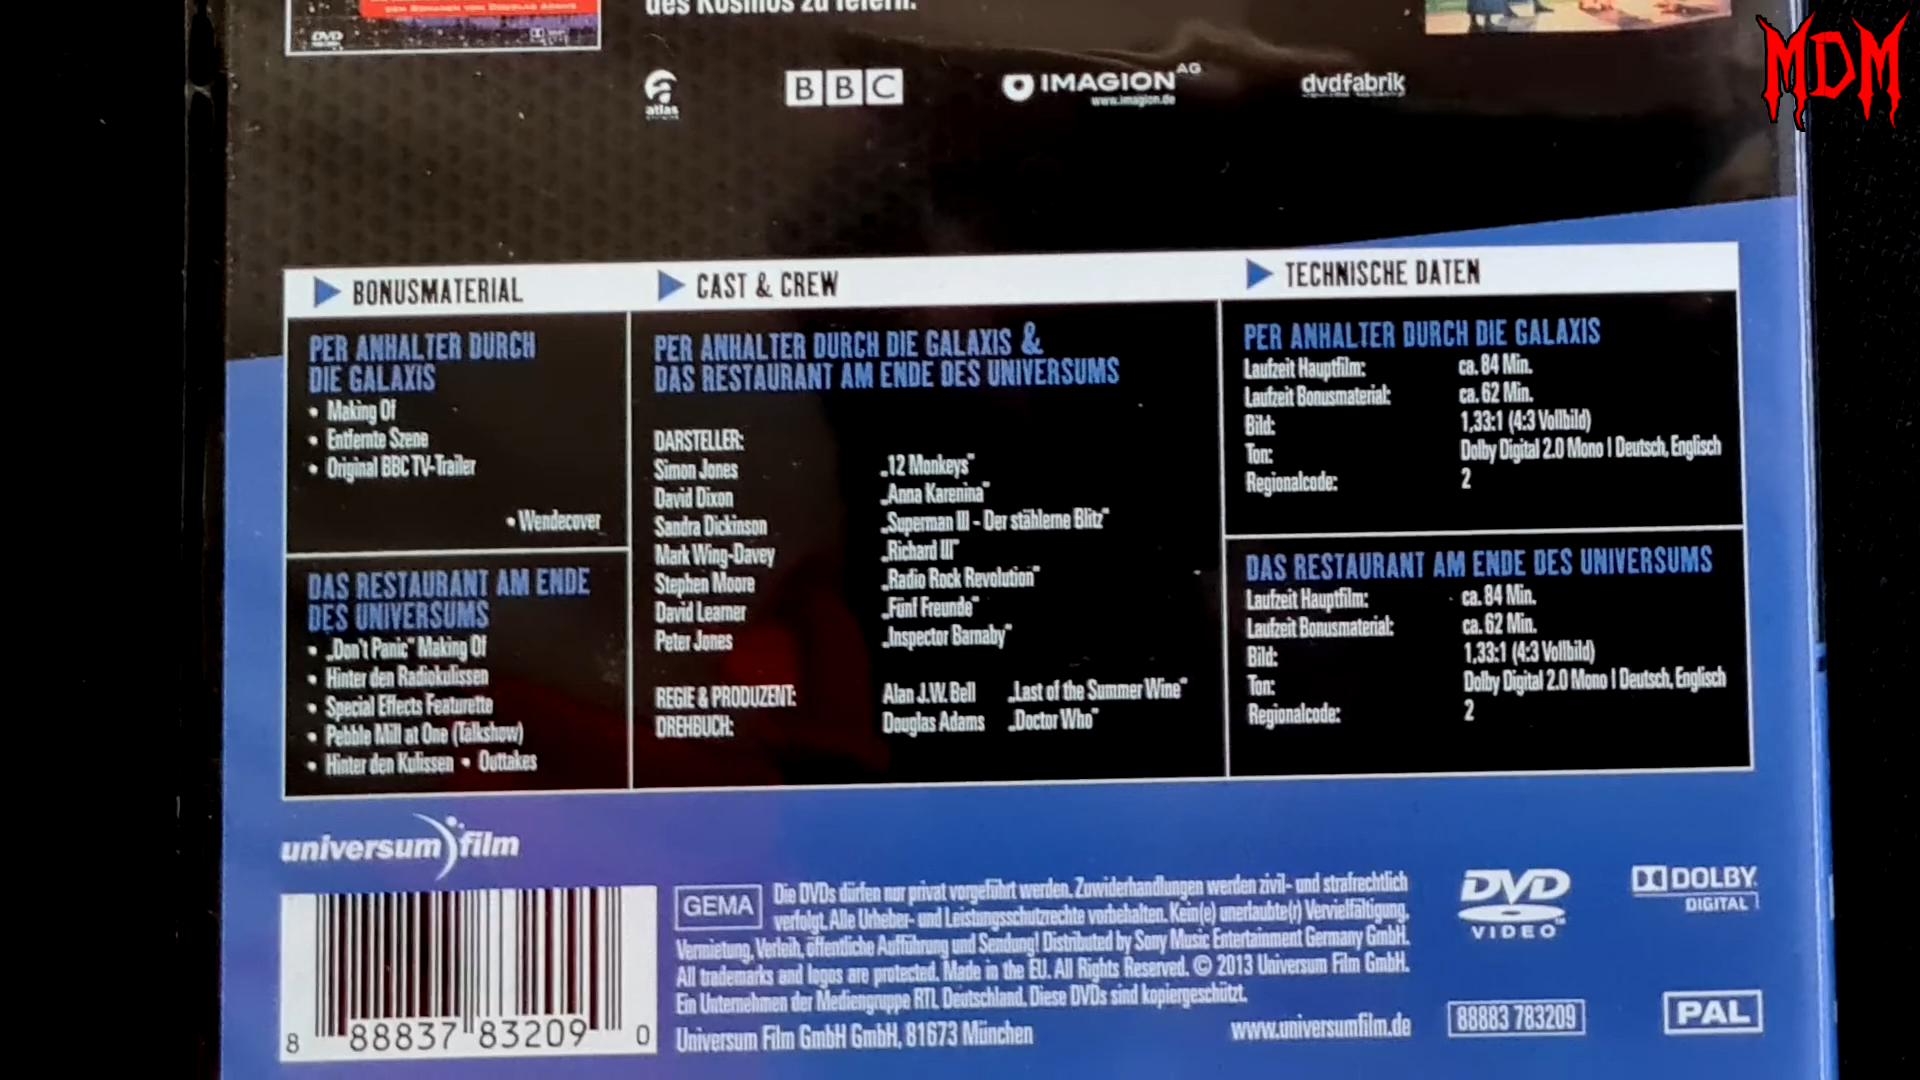 DEN ROMANEN VON DOUGLAS ADAMS
DVD
des Kosmos zu feiern.
MDM
atlas
BBC
IMAGION AG
www.imagion.de
dvdfabrik
BONUSMATERIAL
PER ANHALTER DURCH
DIE GALAXIS
• Making Of
• Entfernte Szene
• Original BBC TV-Trailer
• Wendecover
DAS RESTAURANT AM ENDE
DES UNIVERSUMS
• „Don't Panic" Making Of
• Hinter den Radiokulissen
• Special Effects Featurette
• Pebble Mill at One (Talkshow)
• Hinter den Kulissen • Outtakes
CAST & CREW
PER ANHALTER DURCH DIE GALAXIS &
DAS RESTAURANT AM ENDE DES UNIVERSUMS
DARSTELLER:
Simon Jones „12 Monkeys"
David Dixon „Anna Karenina"
Sandra Dickinson „Superman III - Der stählerne Blitz"
Mark Wing-Davey „Richard III"
Stephen Moore „Radio Rock Revolution"
David Learner „Fünf Freunde"
Peter Jones „Inspector Barnaby"
REGIE & PRODUZENT: Alan J.W. Bell „Last of the Summer Wine"
DREHBUCH: Douglas Adams „Doctor Who"
TECHNISCHE DATEN
PER ANHALTER DURCH DIE GALAXIS
Laufzeit Hauptfilm: ca. 84 Min.
Laufzeit Bonusmaterial: ca. 62 Min.
Bild: 1,33:1 (4:3 Vollbild)
Ton: Dolby Digital 2.0 Mono | Deutsch, Englisch
Regionalcode: 2
DAS RESTAURANT AM ENDE DES UNIVERSUMS
Laufzeit Hauptfilm: ca. 84 Min.
Laufzeit Bonusmaterial: ca. 62 Min.
Bild: 1,33:1 (4:3 Vollbild)
Ton: Dolby Digital 2.0 Mono | Deutsch, Englisch
Regionalcode: 2
universum film
8 88837 83209 0
GEMA
Die DVDs dürfen nur privat vorgeführt werden. Zuwiderhandlungen werden zivil- und strafrechtlich
verfolgt. Alle Urheber- und Leistungsschutzrechte vorbehalten. Kein(e) unerlaubte(r) Vervielfältigung,
Vermietung, Verleih, öffentliche Aufführung und Sendung! Distributed by Sony Music Entertainment Germany GmbH.
All trademarks and logos are protected. Made in the EU. All Rights Reserved. © 2013 Universum Film GmbH.
Ein Unternehmen der Mediengruppe RTL Deutschland. Diese DVDs sind kopiergeschützt.
Universum Film GmbH GmbH, 81673 München
www.universumfilm.de
DVD
VIDEO
DOLBY
DIGITAL
88883 783209
PAL